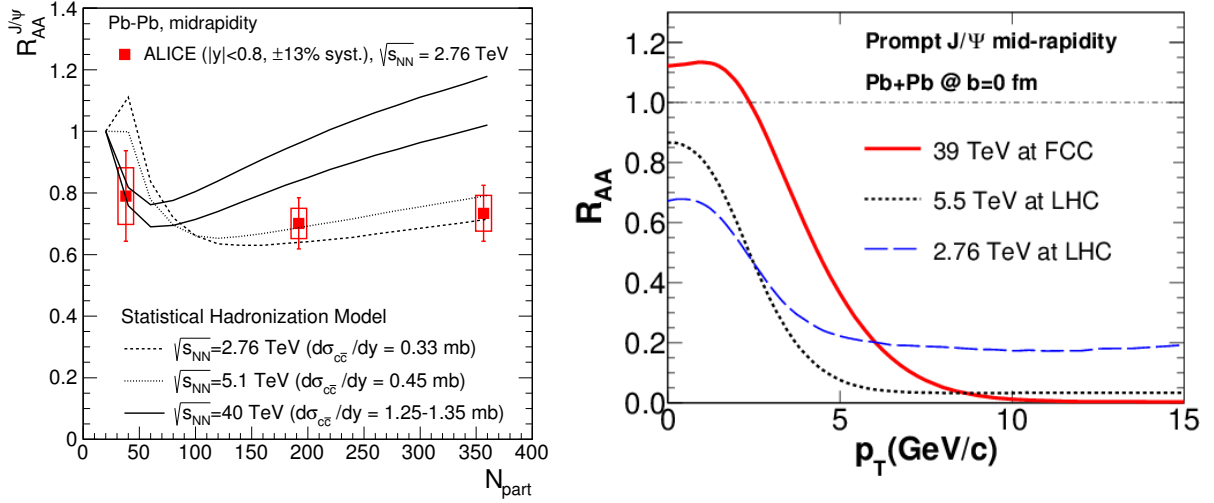 R_AA^J/ψ
1.4
1.2
1
0.8
0.6
0.4
0.2
0
Pb-Pb, midrapidity
ALICE (|y|<0.8, ±13% syst.), √s_NN = 2.76 TeV
Statistical Hadronization Model
√s_NN=2.76 TeV (dσ_cc̄ /dy = 0.33 mb)
√s_NN=5.1 TeV (dσ_cc̄ /dy = 0.45 mb)
√s_NN=40 TeV (dσ_cc̄ /dy = 1.25-1.35 mb)
0 50 100 150 200 250 300 350 400
N_part
R_AA
1.2
1.0
0.8
0.6
0.4
0.2
0.0
Prompt J/Ψ mid-rapidity
Pb+Pb @ b=0 fm
39 TeV at FCC
5.5 TeV at LHC
2.76 TeV at LHC
0 5 10 15
p_T(GeV/c)